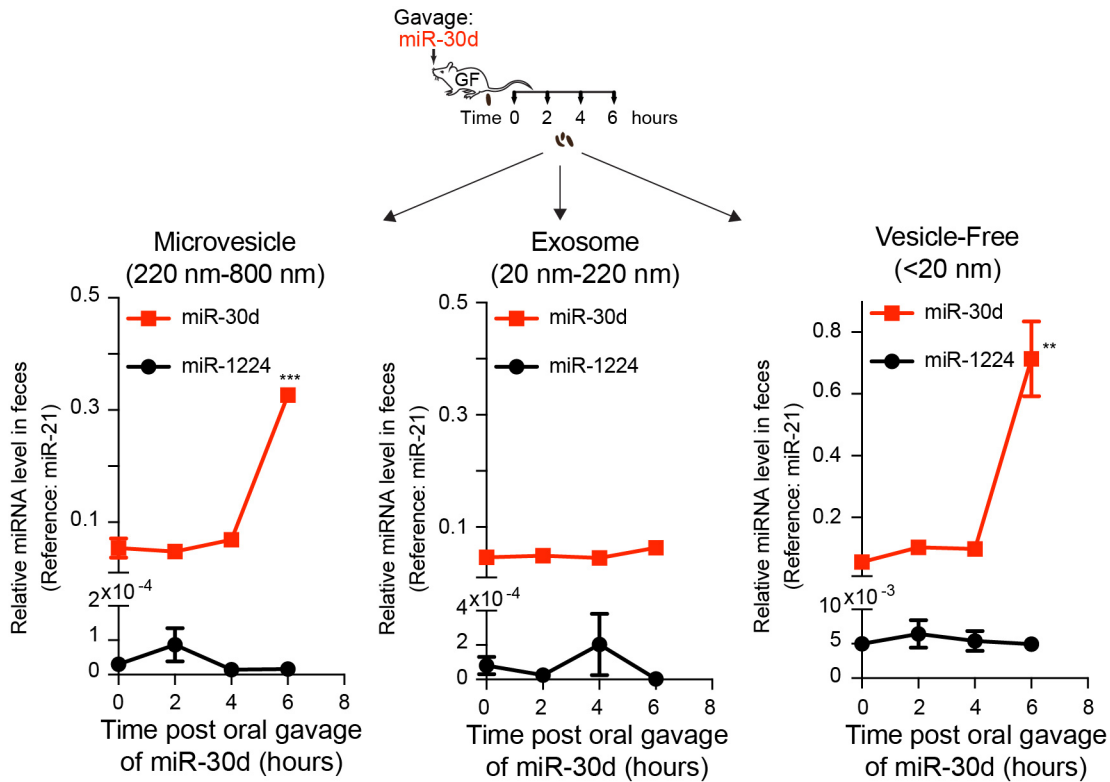 Gavage:
miR-30d
GF
Time 0 2 4 6 hours
Microvesicle
(220 nm-800 nm)
miR-30d
miR-1224
***
Relative miRNA level in feces
(Reference: miR-21)
0.5
0.3
0.1
×10⁻⁴
2
1
0
0 2 4 6 8
Time post oral gavage
of miR-30d (hours)
Exosome
(20 nm-220 nm)
miR-30d
miR-1224
Relative miRNA level in feces
(Reference: miR-21)
0.5
0.3
0.1
×10⁻⁴
4
2
0
0 2 4 6 8
Time post oral gavage
of miR-30d (hours)
Vesicle-Free
(<20 nm)
miR-30d
miR-1224
**
Relative miRNA level in feces
(Reference: miR-21)
0.8
0.6
0.4
0.2
×10⁻³
10
5
0
0 2 4 6 8
Time post oral gavage
of miR-30d (hours)